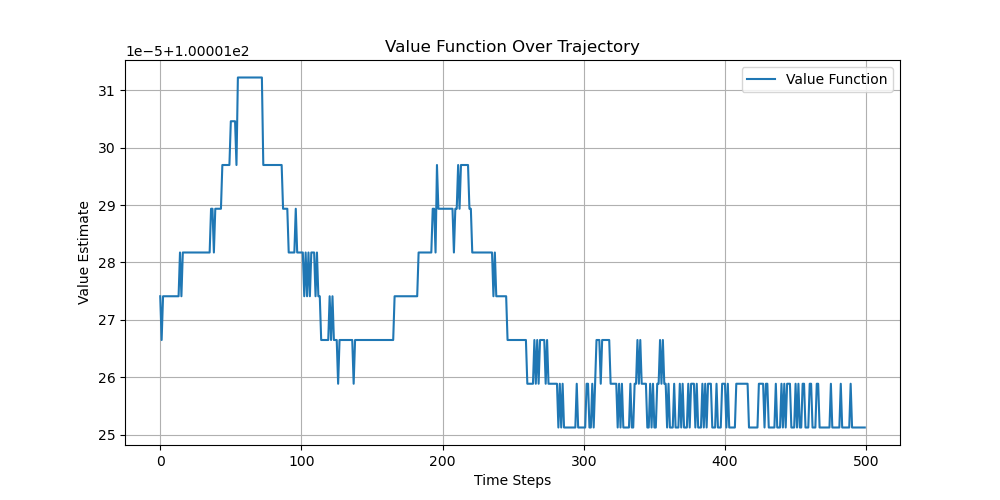 Value Function Over Trajectory
1e−5+1.00001e2
Value Function
31
30
29
28
27
26
25
Value Estimate
0 100 200 300 400 500
Time Steps